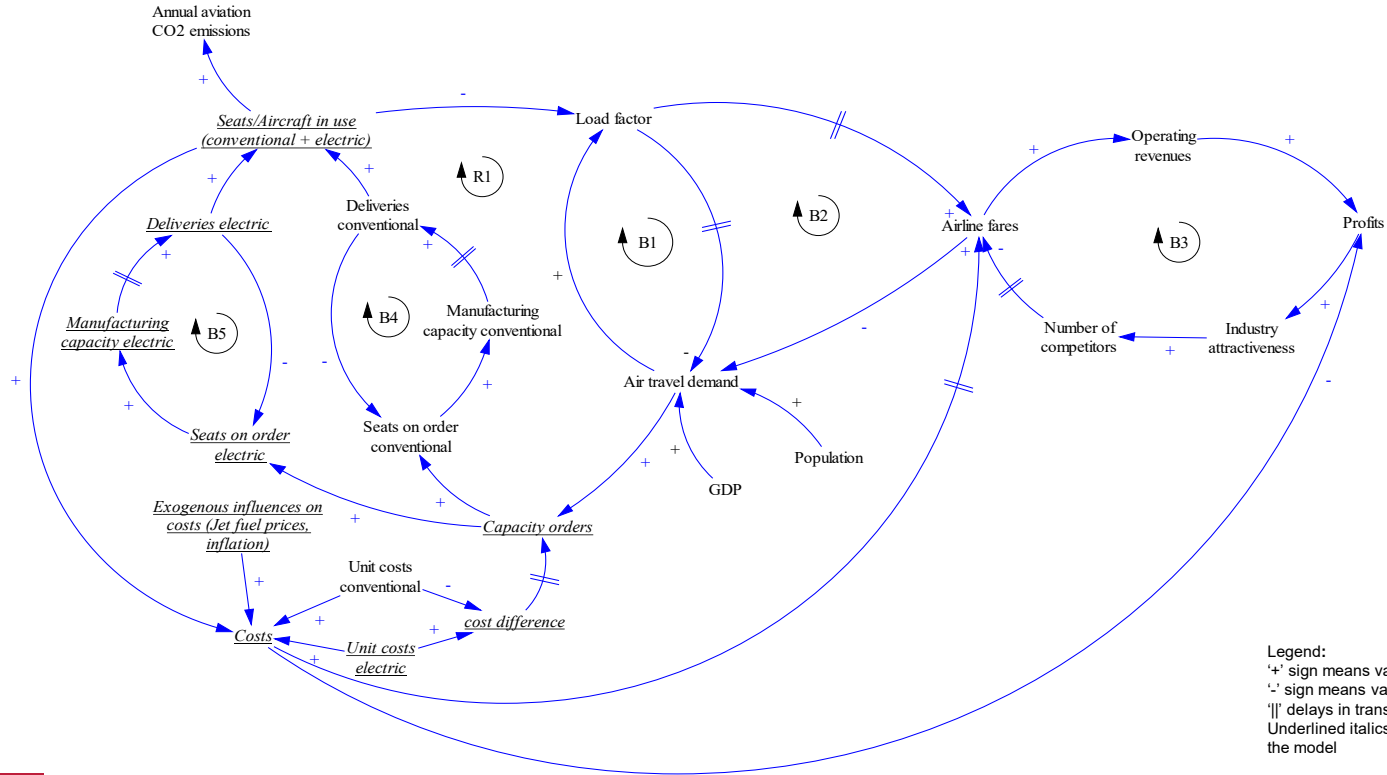 Annual aviation
CO2 emissions
+
Seats/Aircraft in use
(conventional + electric)
-
Load factor
Operating
revenues
+
+
+
+
R1
Deliveries
conventional
Deliveries electric
B1
B2
+
Airline fares
+
-
B3
Profits
+
+
+
Manufacturing
capacity electric
B5
B4
Manufacturing
capacity conventional
-
Number of
competitors
+
Industry
attractiveness
+
-
-
-
Air travel demand
+
-
+
+
+
Seats on order
electric
Seats on order
conventional
+
+
Population
GDP
Exogenous influences on
costs (Jet fuel prices,
inflation)
+
+
Capacity orders
Unit costs
conventional
+
-
+
+
cost difference
Costs
+
Unit costs
electric
Legend:
‘+’ sign means va
‘-’ sign means va
‘||’ delays in trans
Underlined italics
the model